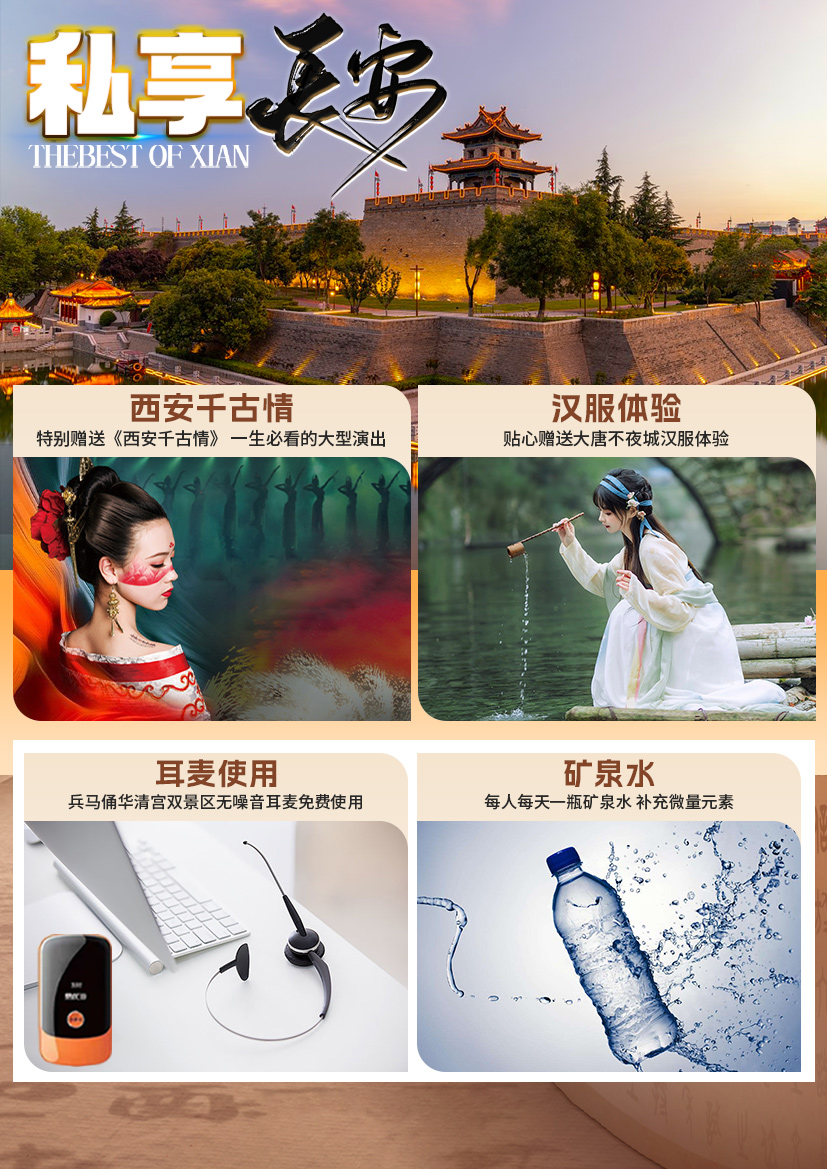 私享長安
THEBEST OF XIAN
西安千古情
特别赠送《西安千古情》 一生必看的大型演出
汉服体验
贴心赠送大唐不夜城汉服体验
耳麦使用
兵马俑华清宫双景区无噪音耳麦免费使用
矿泉水
每人每天一瓶矿泉水 补充微量元素